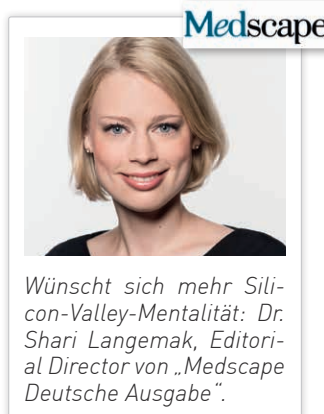 Medscape
Wünscht sich mehr Sili-
con-Valley-Mentalität: Dr.
Shari Langemak, Editori-
al Director von „Medscape
Deutsche Ausgabe“.